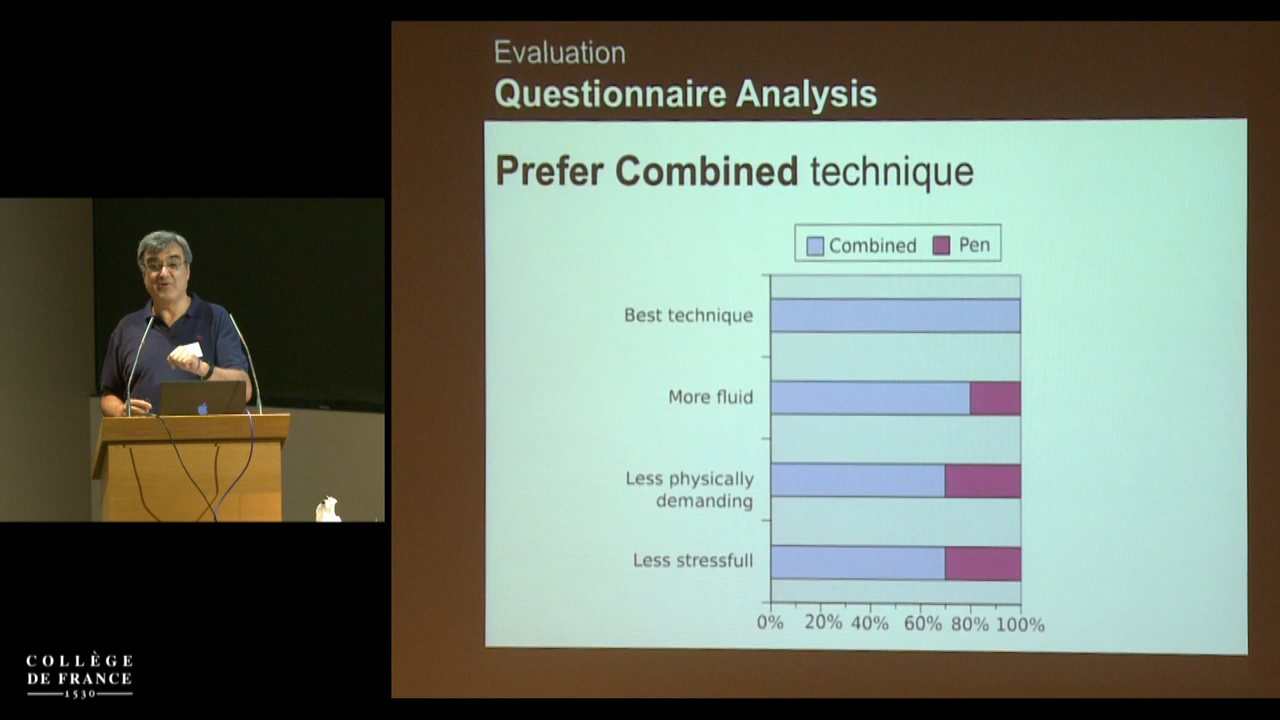 Evaluation
Questionnaire Analysis
Prefer Combined technique
Combined Pen
Best technique
More fluid
Less physically
demanding
Less stressfull
0% 20% 40% 60% 80% 100%
COLLÈGE
DE FRANCE
1530